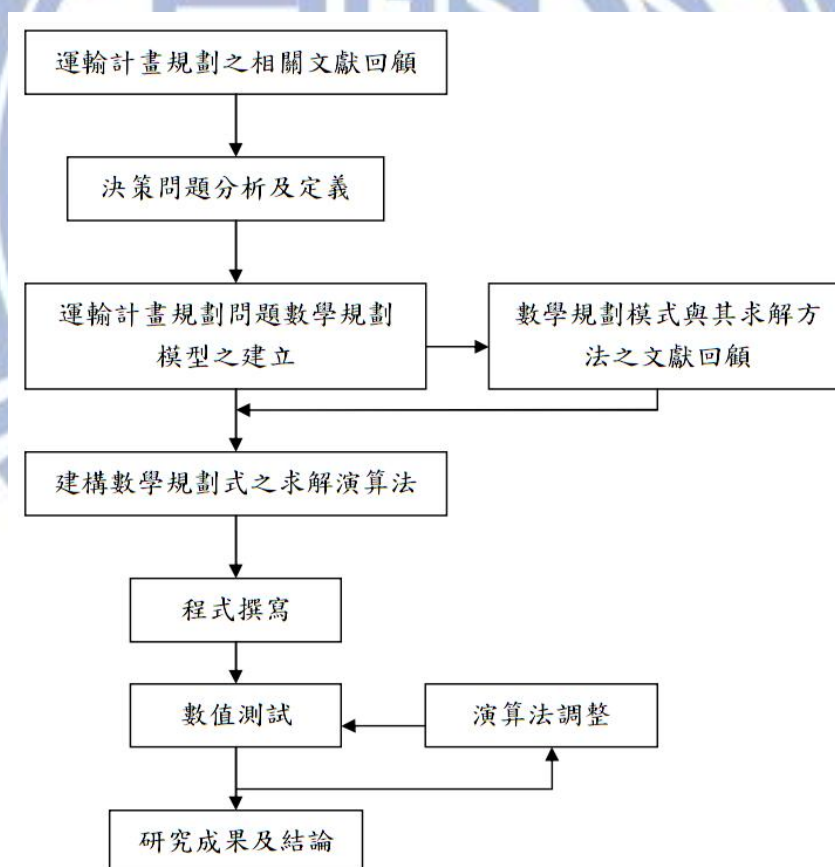 運輸計畫規劃之相關文獻回顧
決策問題分析及定義
運輸計畫規劃問題數學規劃
模型之建立
數學規劃模式與其求解方
法之文獻回顧
建構數學規劃式之求解演算法
程式撰寫
數值測試
演算法調整
研究成果及結論